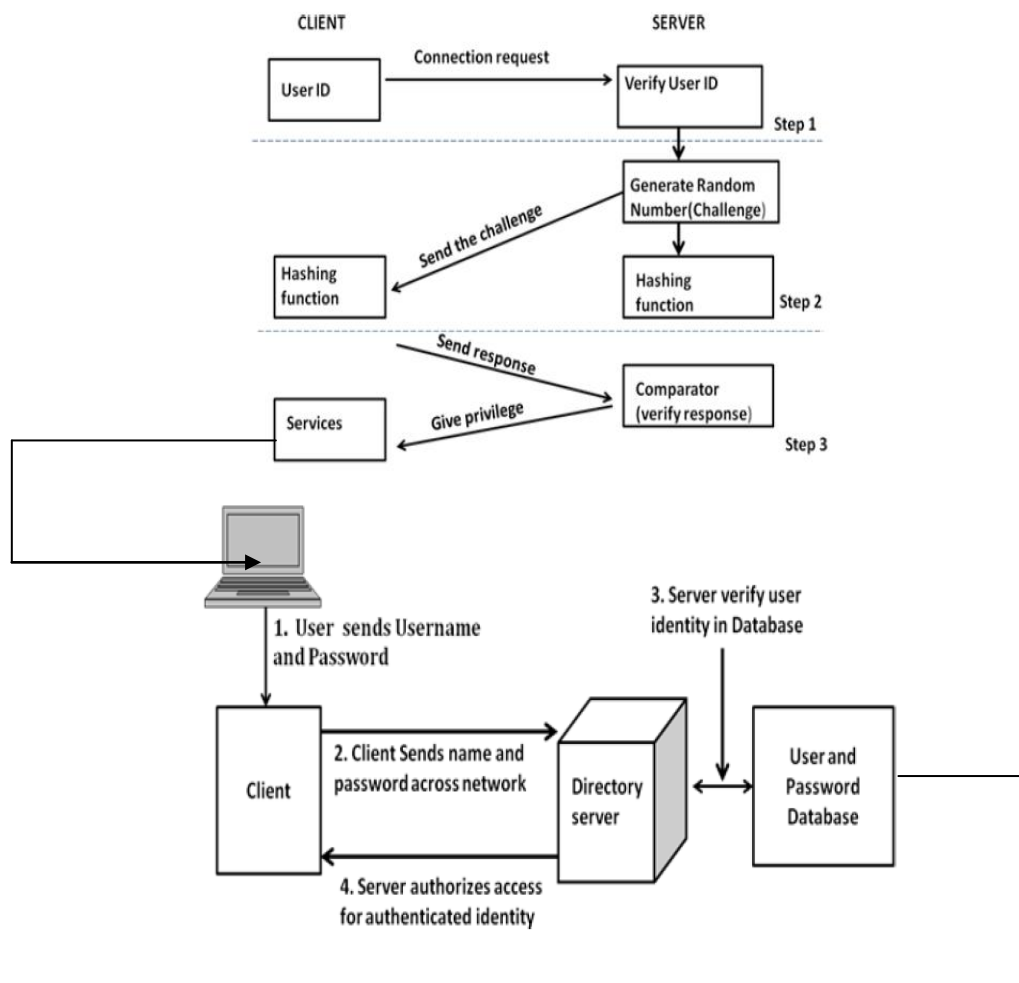 CLIENT
SERVER
Connection request
User ID
Verify User ID
Step 1
Generate Random
Number(Challenge)
Send the challenge
Hashing
function
Hashing
function
Step 2
Send response
Comparator
(verify response)
Give privilege
Services
Step 3
3. Server verify user
identity in Database
1. User sends Username
and Password
2. Client Sends name and
password across network
Client
Directory
server
User and
Password
Database
4. Server authorizes access
for authenticated identity